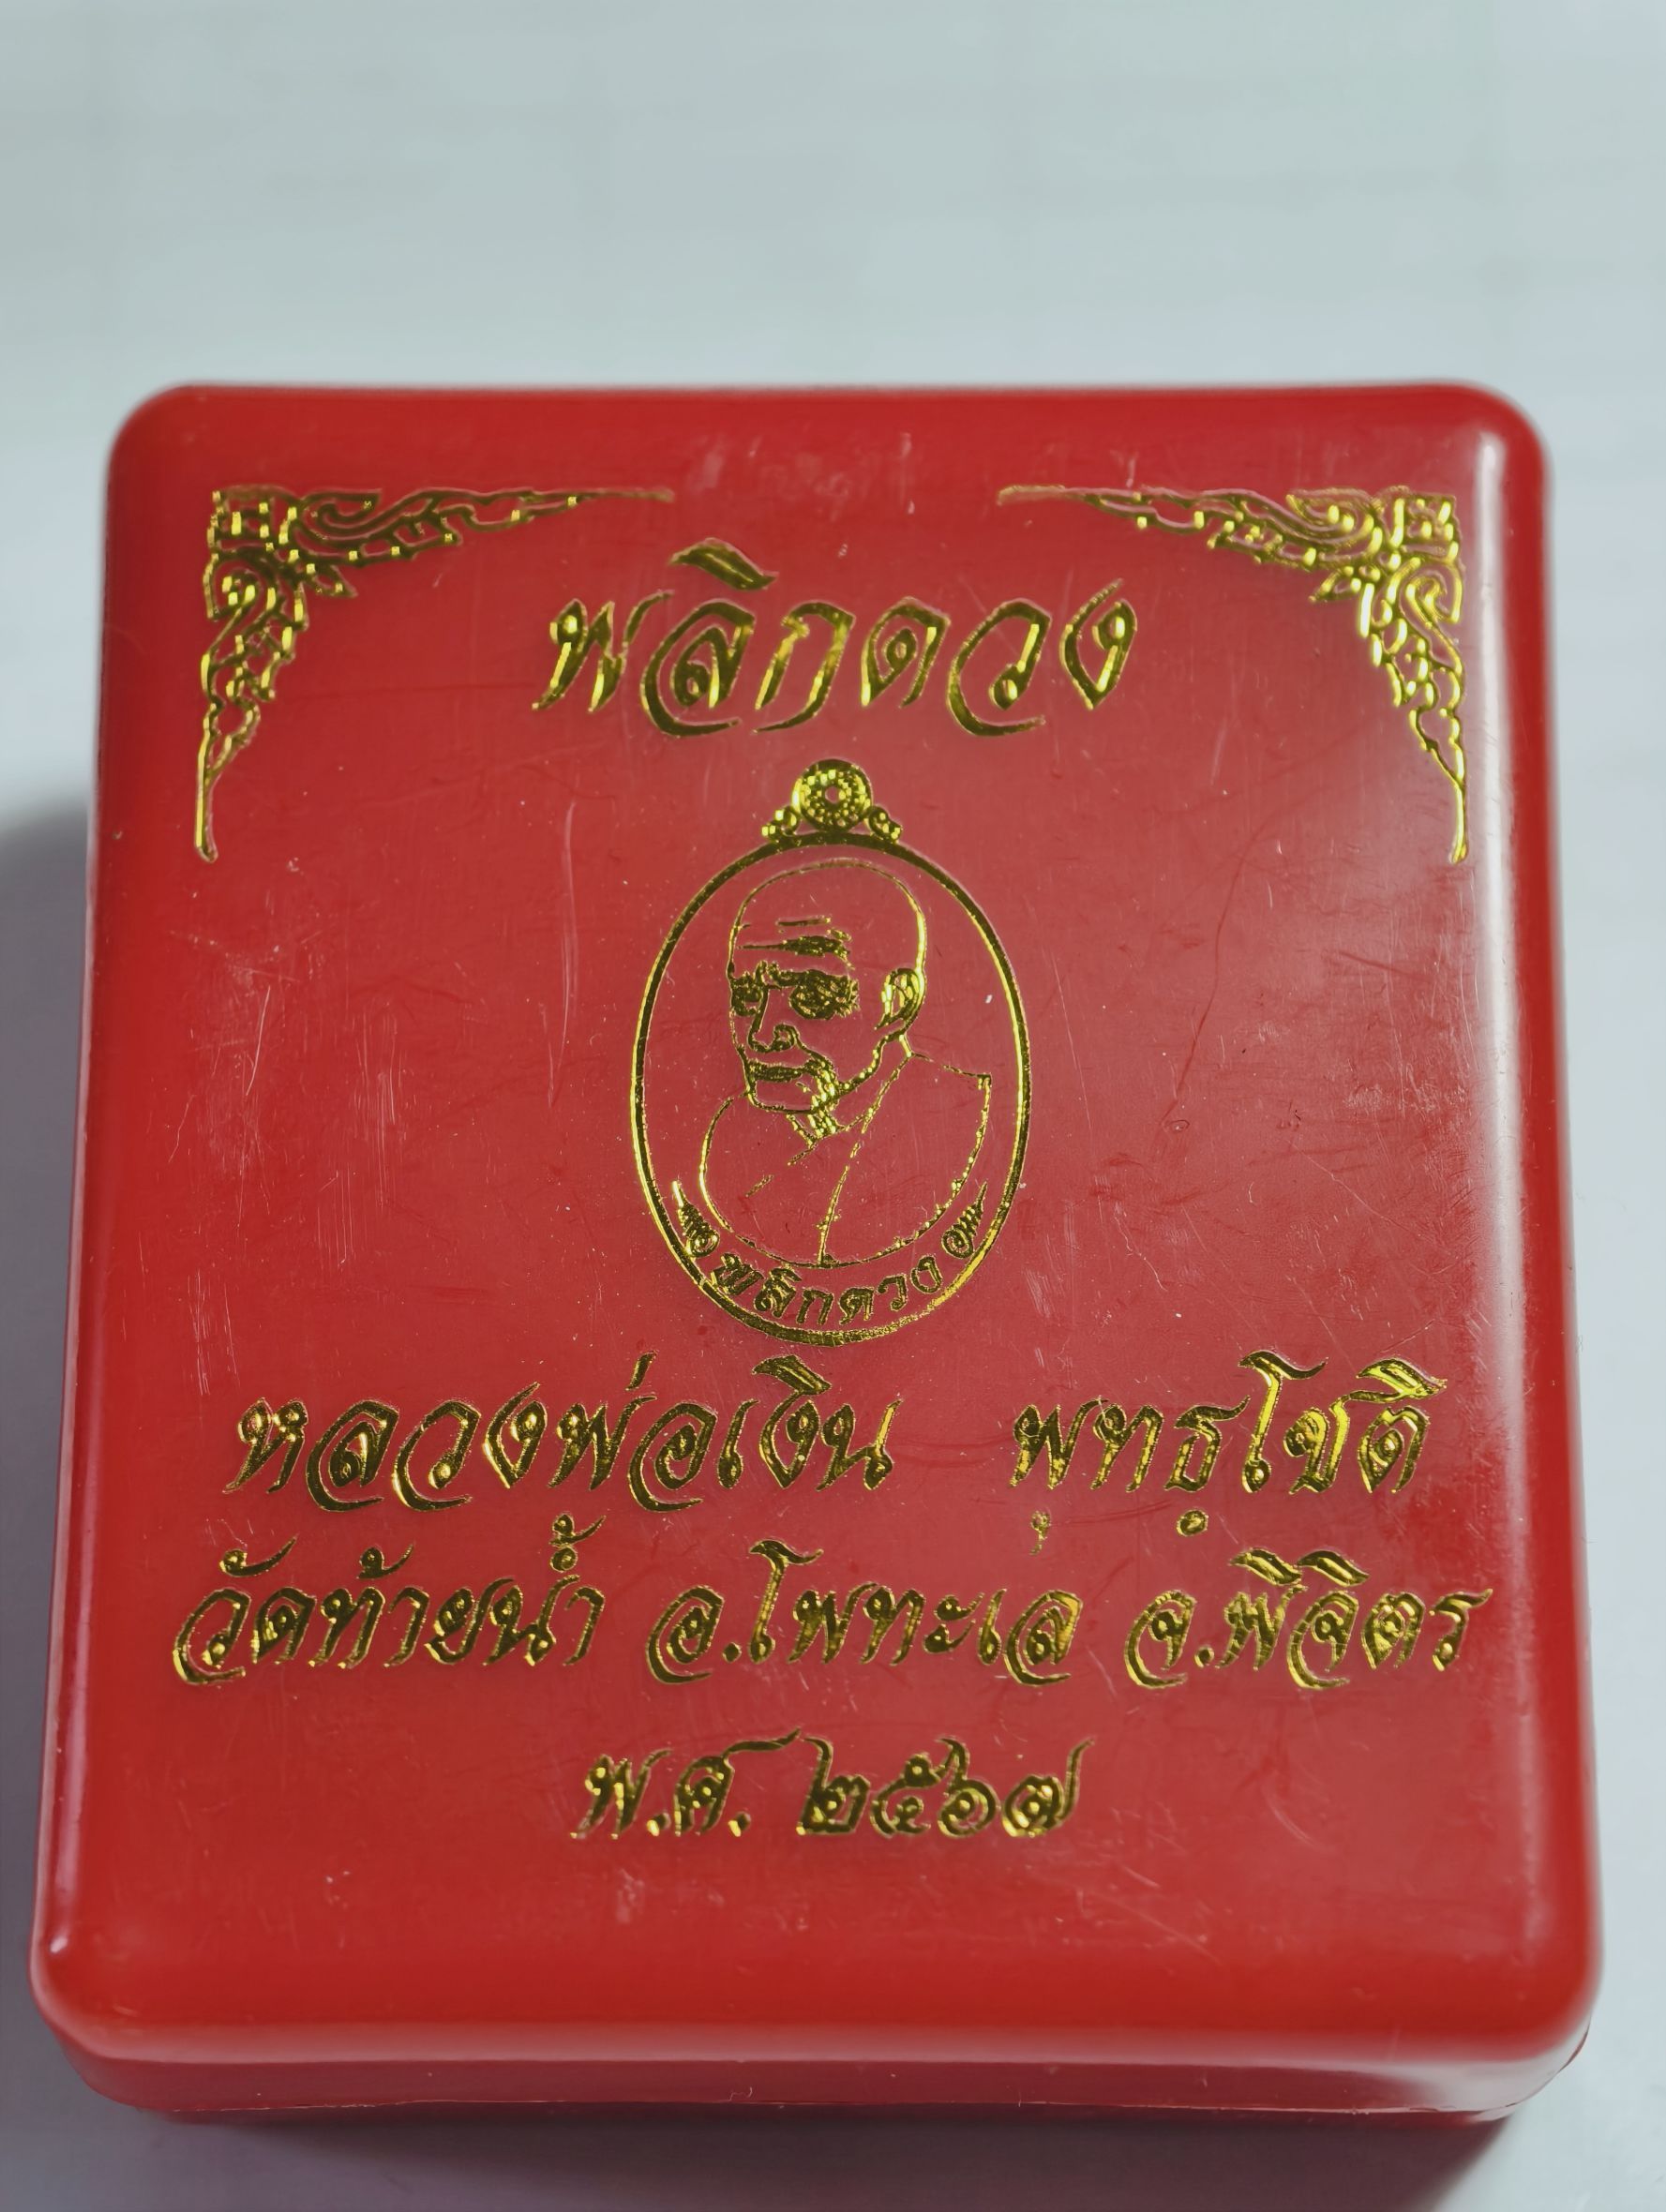 พลิกดวง
พลิกดวง
หลวงพ่อเงิน พุทฺธโชติ
วัดท้ายน้ำ อ.โพทะเล จ.พิจิตร
พ.ศ. ๒๕๖๗